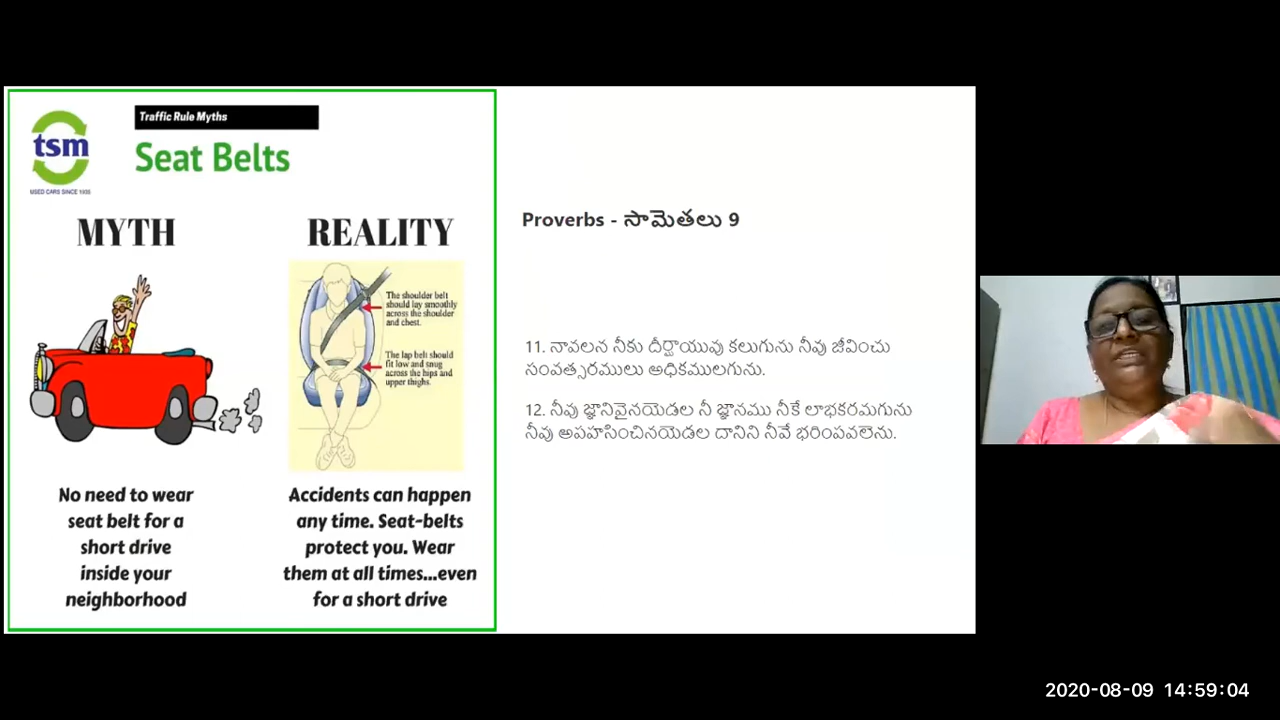 Traffic Rule Myths
tsm
USED CARS SINCE 1935
Seat Belts
MYTH
REALITY
The shoulder belt
should lay smoothly
across the shoulder
and chest.
The lap belt should
fit low and snug
across the hips and
upper thighs.
No need to wear
seat belt for a
short drive
inside your
neighborhood
Accidents can happen
any time. Seat-belts
protect you. Wear
them at all times...even
for a short drive
Proverbs - సామెతలు 9
11. నావలన నీకు దీర్ఘాయువు కలుగును నీవు జీవించు
సంవత్సరములు అధికములగును.
12. నీవు జ్ఞానివైనయెడల నీ జ్ఞానము నీకే లాభకరమగును
నీవు అపహసించినయెడల దానిని నీవే భరింపవలెను.
2020-08-09 14:59:04